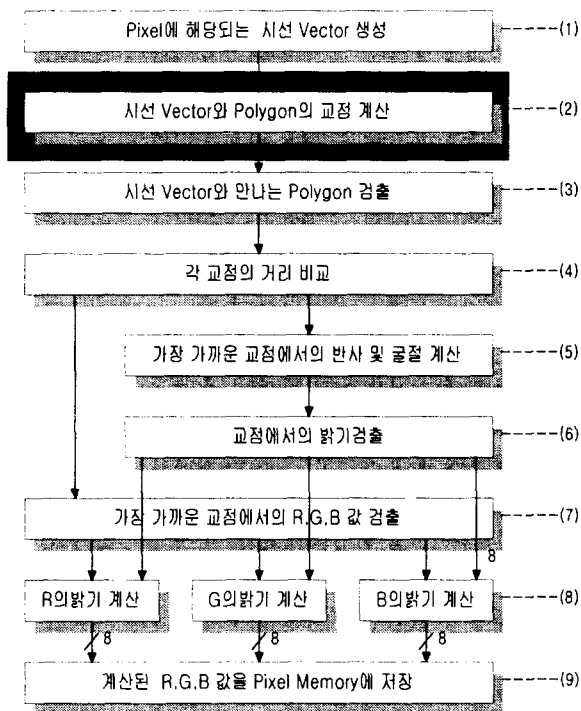 Pixel에 해당되는 시선 Vector 생성 (1)
시선 Vector와 Polygon의 교점 계산 (2)
시선 Vector와 만나는 Polygon 검출 (3)
각 교점의 거리 비교 (4)
가장 가까운 교점에서의 반사 및 굴절 계산 (5)
교점에서의 밝기검출 (6)
가장 가까운 교점에서의 R,G,B 값 검출 (7)
8
R의밝기 계산 G의밝기 계산 B의밝기 계산 (8)
8 8 8
계산된 R,G,B 값을 Pixel Memory에 저장 (9)